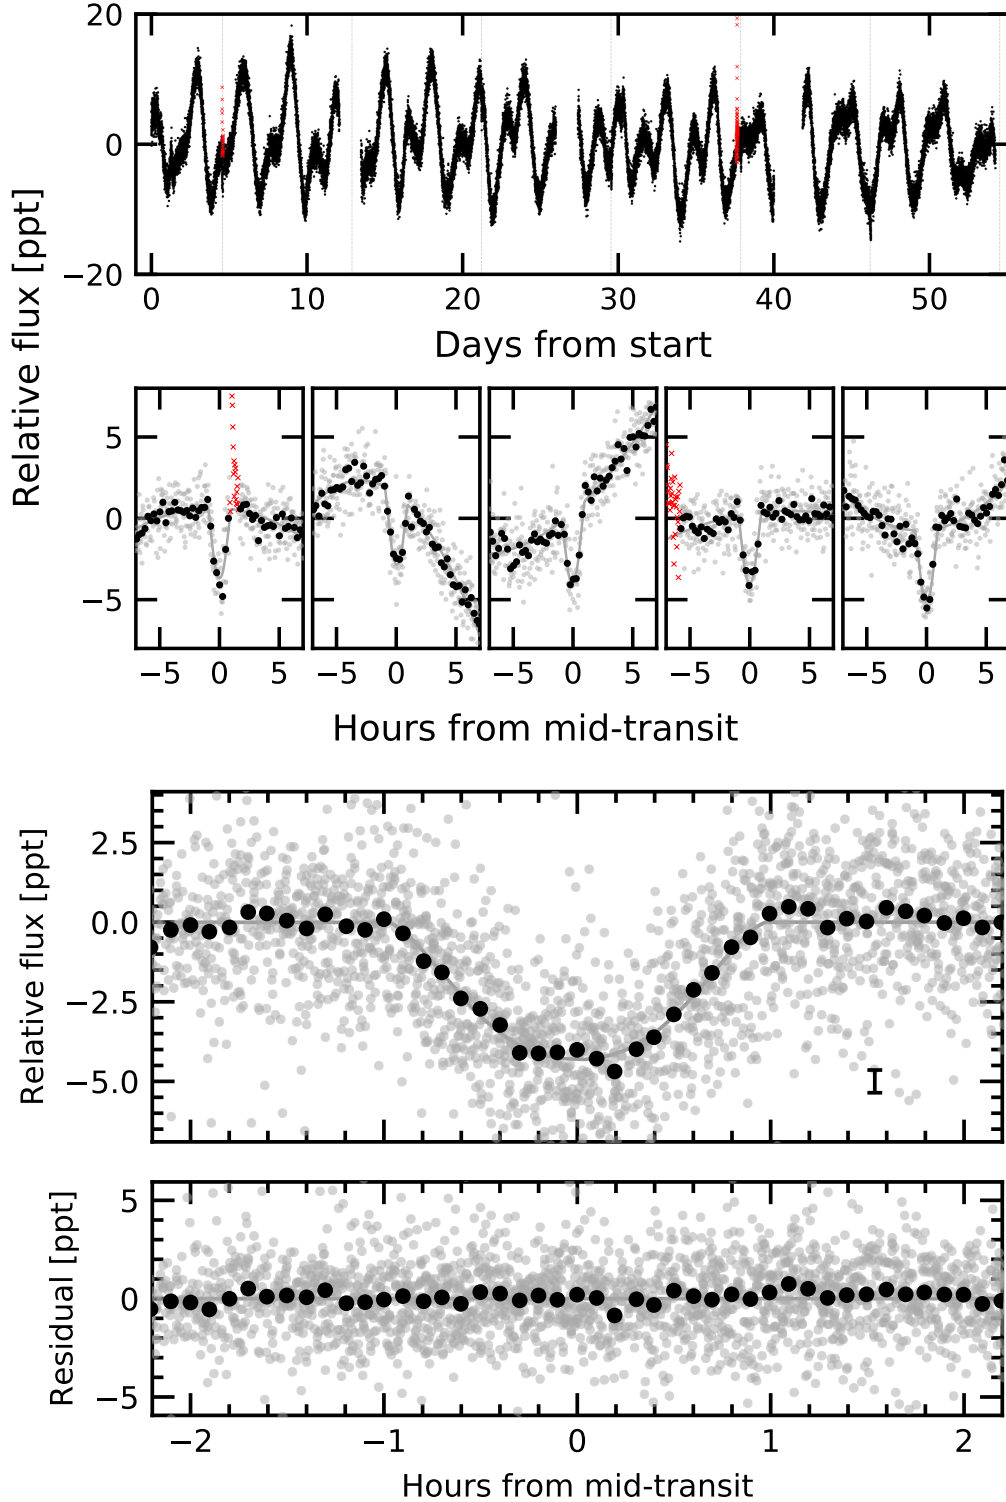 Relative flux [ppt]
20
0
−20
0 10 20 30 40 50
Days from start
5
0
−5
−5 0 5 −5 0 5 −5 0 5 −5 0 5 −5 0 5
Hours from mid-transit
Relative flux [ppt]
2.5
0.0
−2.5
−5.0
Residual [ppt]
5
0
−5
−2 −1 0 1 2
Hours from mid-transit